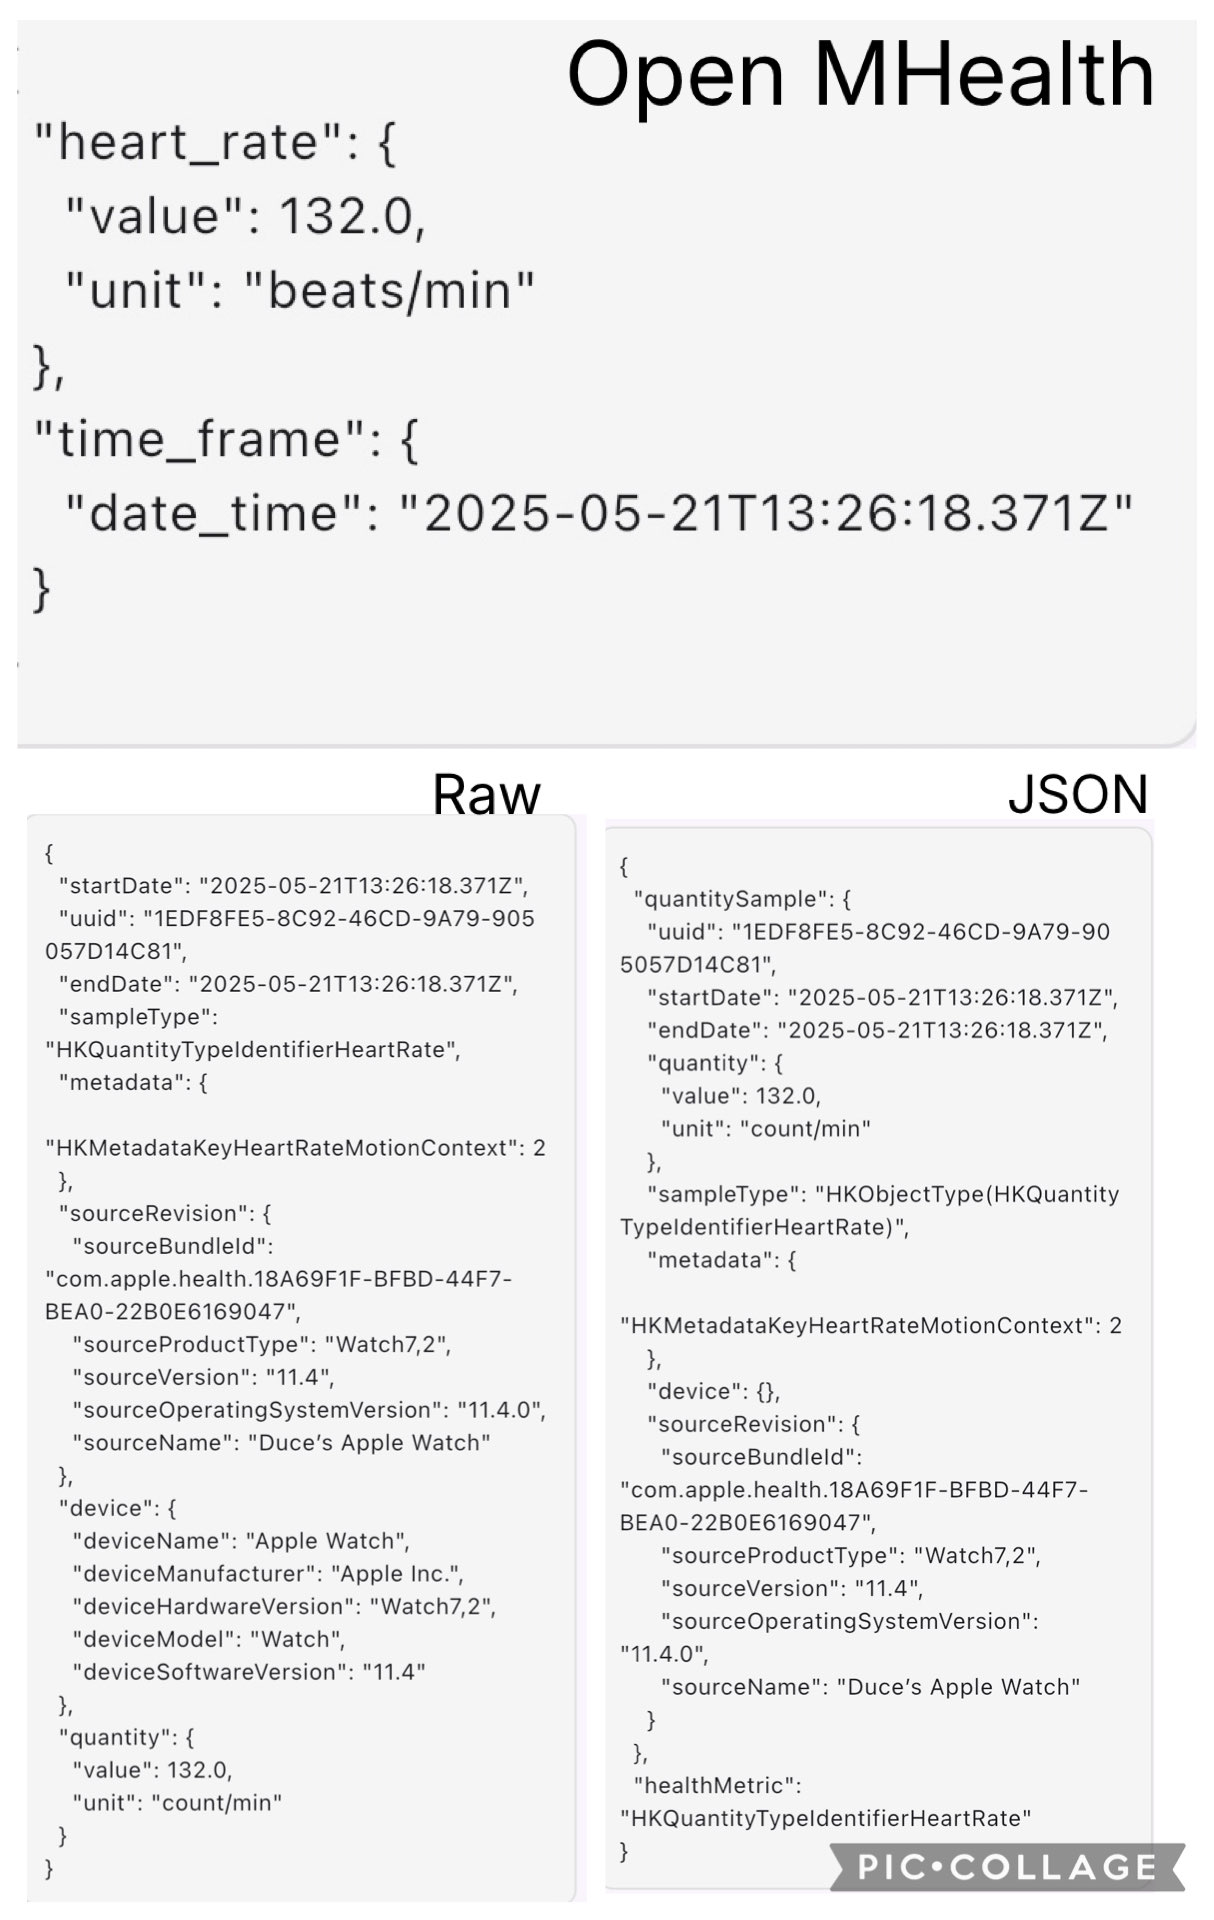 Open MHealth
"heart_rate": {
"value": 132.0,
"unit": "beats/min"
},
"time_frame": {
"date_time": "2025-05-21T13:26:18.371Z"
}
Raw
{
"startDate": "2025-05-21T13:26:18.371Z",
"uuid": "1EDF8FE5-8C92-46CD-9A79-905
057D14C81",
"endDate": "2025-05-21T13:26:18.371Z",
"sampleType":
"HKQuantityTypeIdentifierHeartRate",
"metadata": {
"HKMetadataKeyHeartRateMotionContext": 2
},
"sourceRevision": {
"sourceBundleId":
"com.apple.health.18A69F1F-BFBD-44F7-
BEA0-22B0E6169047",
"sourceProductType": "Watch7,2",
"sourceVersion": "11.4",
"sourceOperatingSystemVersion": "11.4.0",
"sourceName": "Duce’s Apple Watch"
},
"device": {
"deviceName": "Apple Watch",
"deviceManufacturer": "Apple Inc.",
"deviceHardwareVersion": "Watch7,2",
"deviceModel": "Watch",
"deviceSoftwareVersion": "11.4"
},
"quantity": {
"value": 132.0,
"unit": "count/min"
}
}
JSON
{
"quantitySample": {
"uuid": "1EDF8FE5-8C92-46CD-9A79-90
5057D14C81",
"startDate": "2025-05-21T13:26:18.371Z",
"endDate": "2025-05-21T13:26:18.371Z",
"quantity": {
"value": 132.0,
"unit": "count/min"
},
"sampleType": "HKObjectType(HKQuantity
TypeIdentifierHeartRate)",
"metadata": {
"HKMetadataKeyHeartRateMotionContext": 2
},
"device": {},
"sourceRevision": {
"sourceBundleId":
"com.apple.health.18A69F1F-BFBD-44F7-
BEA0-22B0E6169047",
"sourceProductType": "Watch7,2",
"sourceVersion": "11.4",
"sourceOperatingSystemVersion":
"11.4.0",
"sourceName": "Duce’s Apple Watch"
}
},
"healthMetric":
"HKQuantityTypeIdentifierHeartRate"
}
PIC•COLLAGE